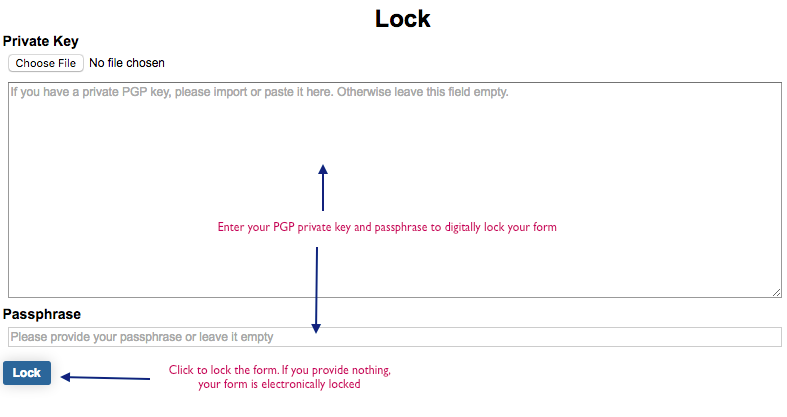 Lock
Private Key
Choose File No file chosen
If you have a private PGP key, please import or paste it here. Otherwise leave this field empty.
Enter your PGP private key and passphrase to digitally lock your form
Passphrase
Please provide your passphrase or leave it empty
Lock
Click to lock the form. If you provide nothing,
your form is electronically locked